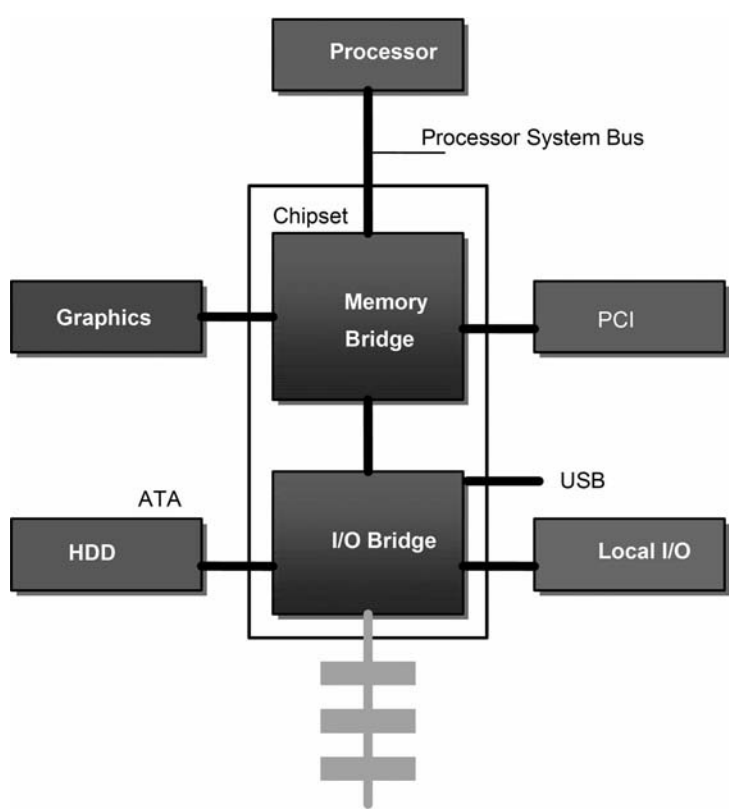 Processor
Processor System Bus
Chipset
Graphics
Memory
Bridge
PCI
ATA
USB
HDD
I/O Bridge
Local I/O